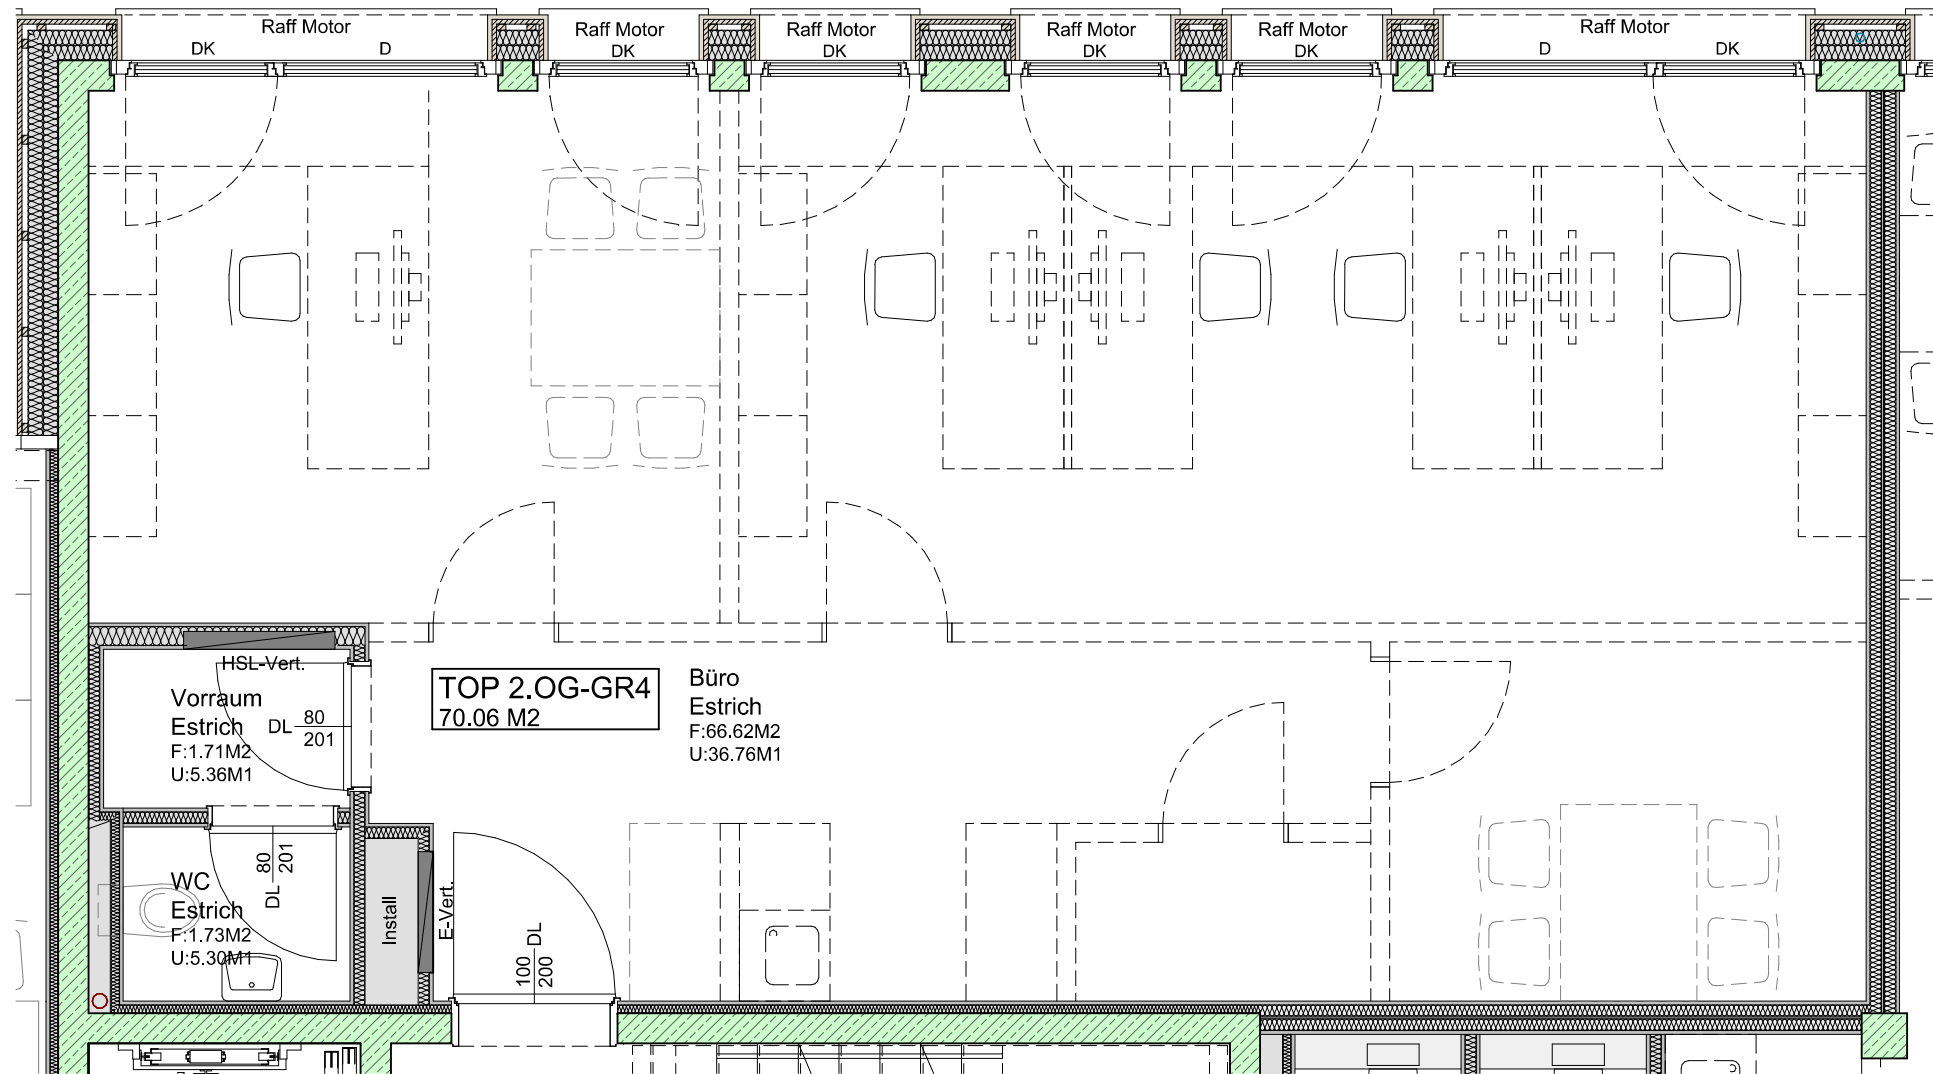 Raff Motor
DK
D
Raff Motor
DK
Raff Motor
DK
Raff Motor
DK
Raff Motor
DK
Raff Motor
D
DK
HSL-Vert.
Vorraum
Estrich
F:1.71M2
U:5.36M1
DL
80
201
TOP 2.OG-GR4
70.06 M2
Büro
Estrich
F:66.62M2
U:36.76M1
WC
Estrich
F:1.73M2
U:5.30M1
DL
80
201
Install
E-Vert.
DL
100
200